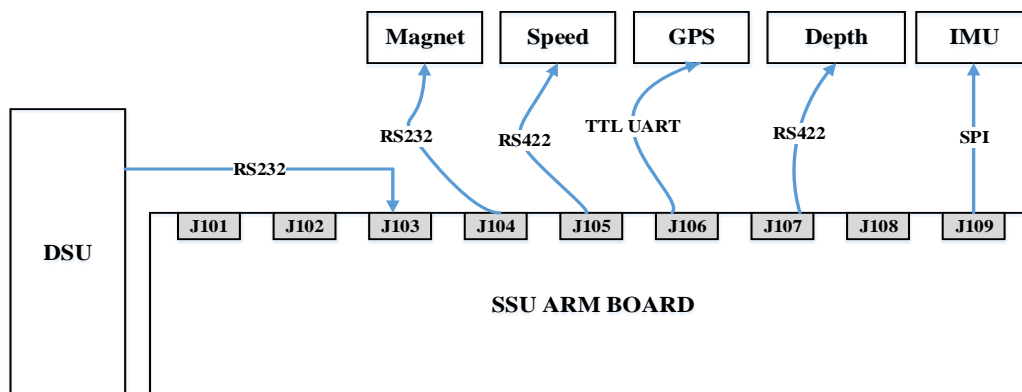 Magnet Speed GPS Depth IMU
RS232 RS422 TTL UART RS422 SPI
RS232
J101 J102 J103 J104 J105 J106 J107 J108 J109
DSU
SSU ARM BOARD